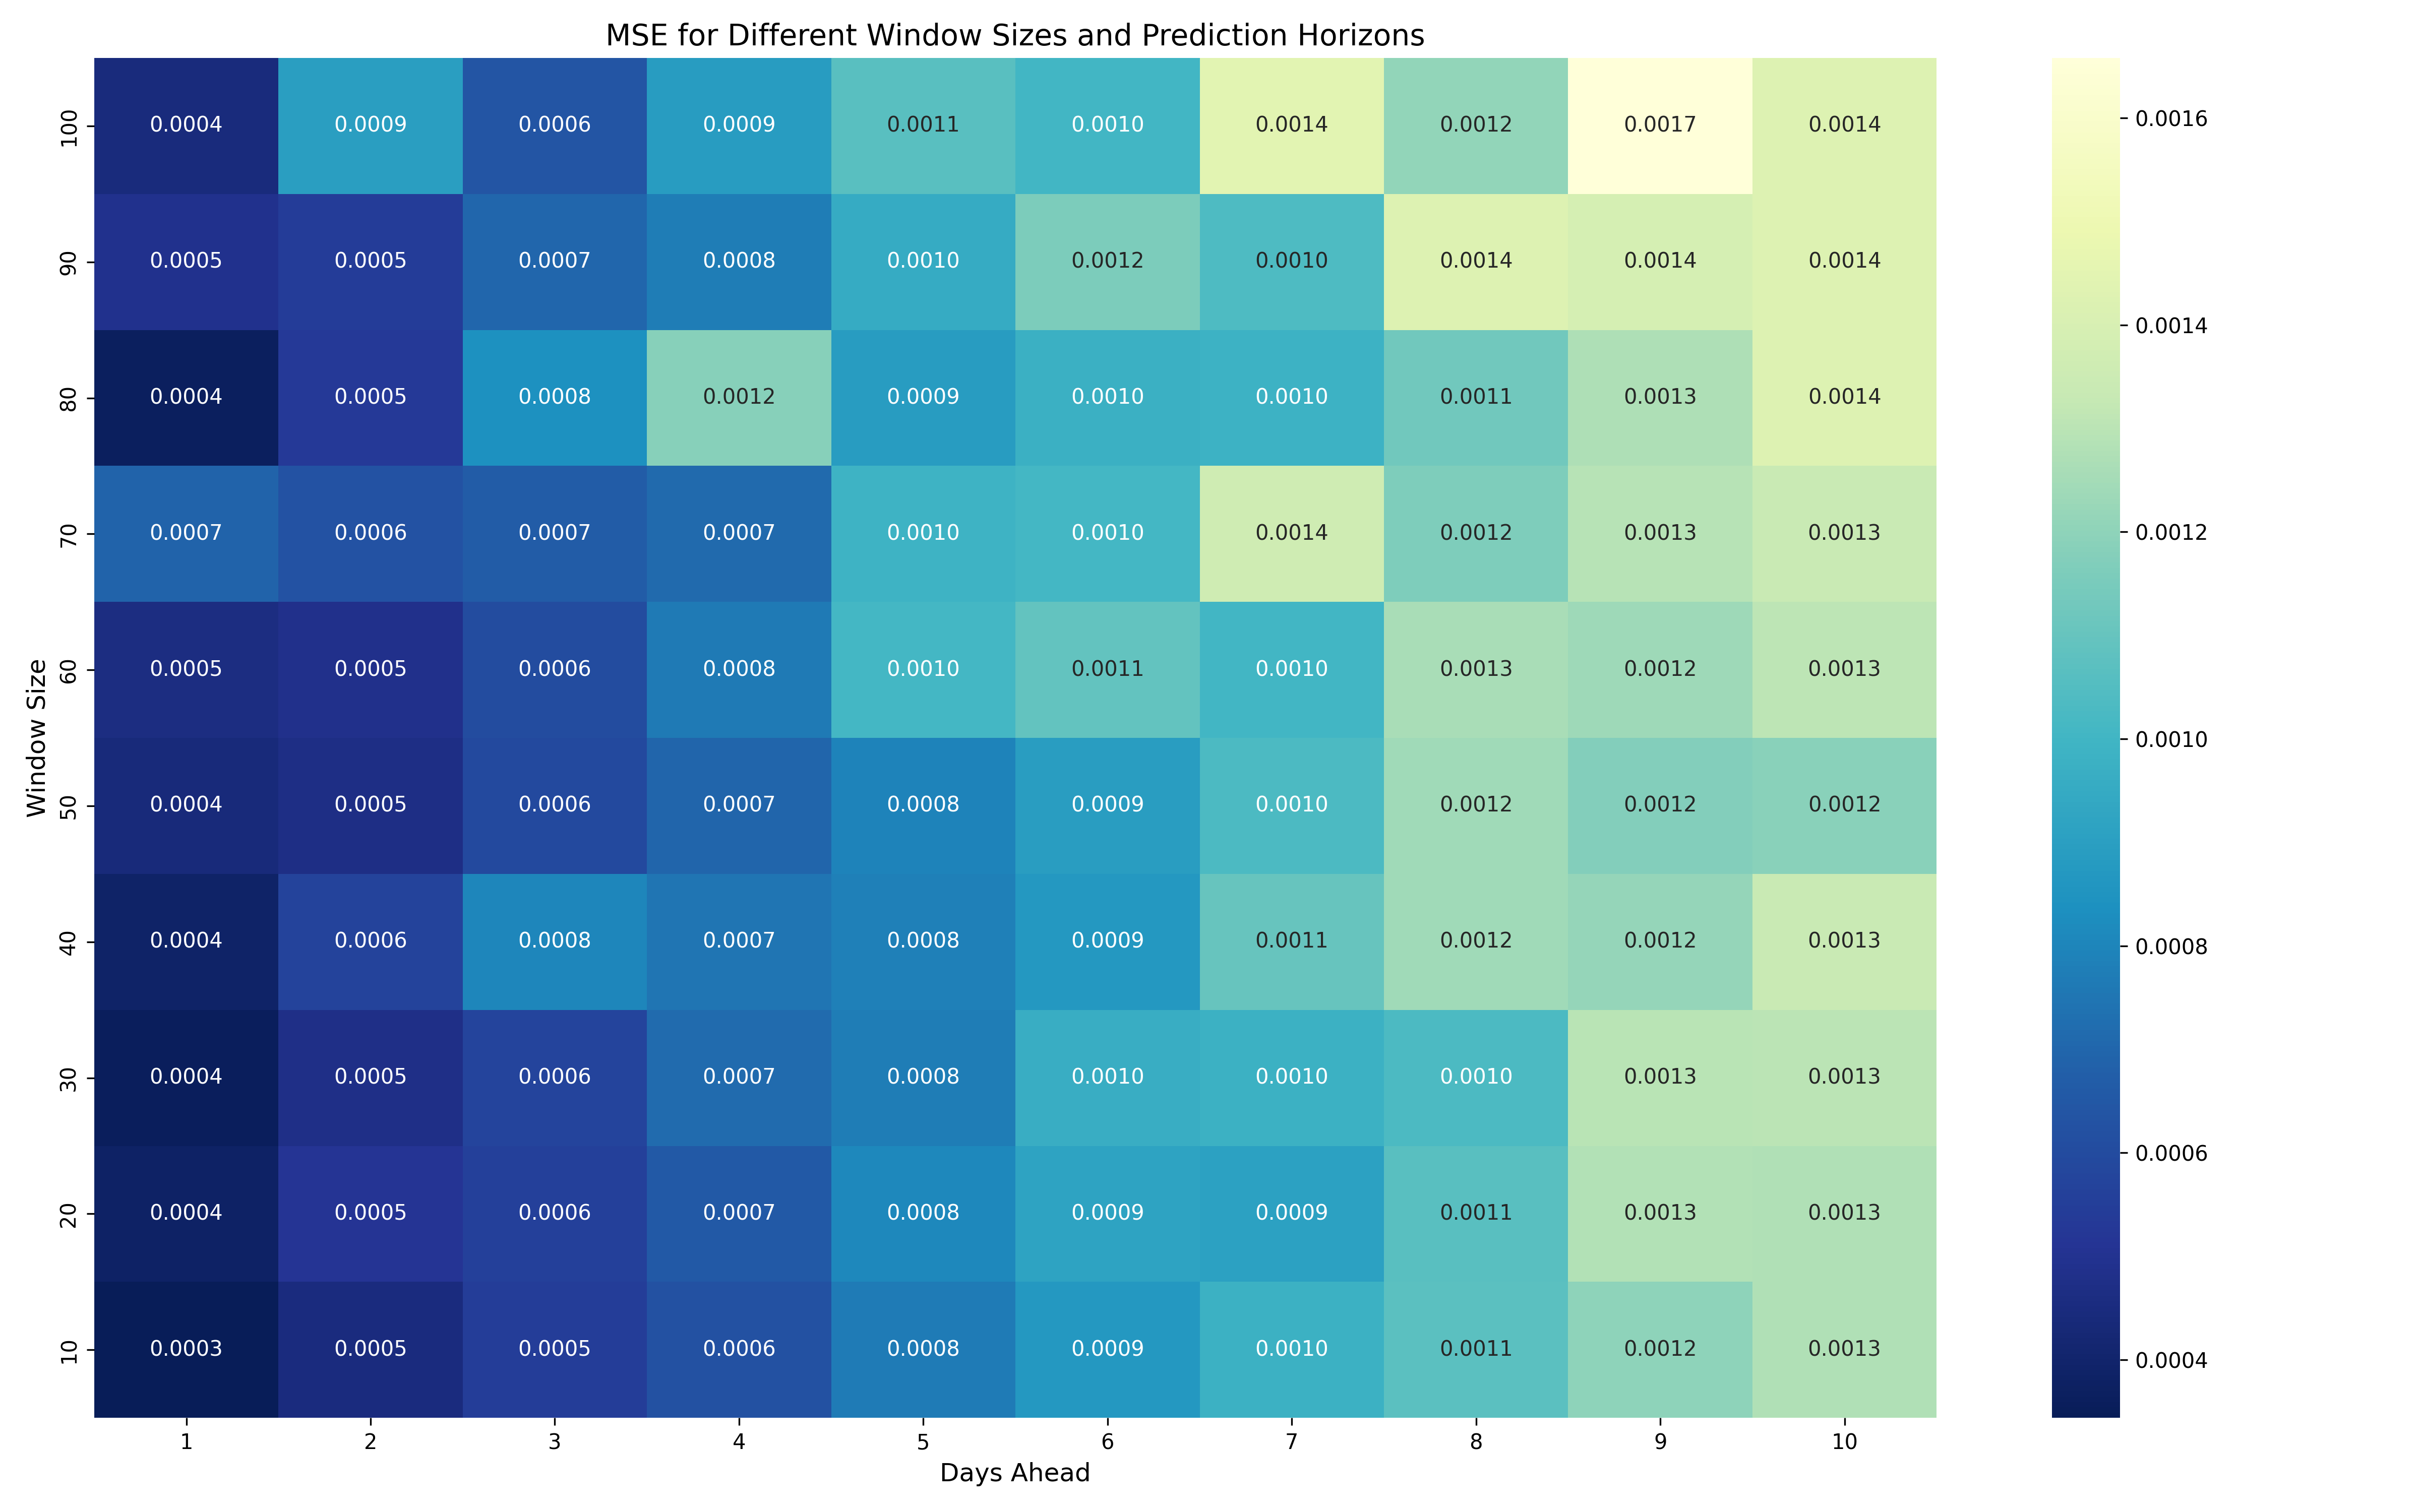 MSE for Different Window Sizes and Prediction Horizons
Window Size
100 0.0004 0.0009 0.0006 0.0009 0.0011 0.0010 0.0014 0.0012 0.0017 0.0014
90 0.0005 0.0005 0.0007 0.0008 0.0010 0.0012 0.0010 0.0014 0.0014 0.0014
80 0.0004 0.0005 0.0008 0.0012 0.0009 0.0010 0.0010 0.0011 0.0013 0.0014
70 0.0007 0.0006 0.0007 0.0007 0.0010 0.0010 0.0014 0.0012 0.0013 0.0013
60 0.0005 0.0005 0.0006 0.0008 0.0010 0.0011 0.0010 0.0013 0.0012 0.0013
50 0.0004 0.0005 0.0006 0.0007 0.0008 0.0009 0.0010 0.0012 0.0012 0.0012
40 0.0004 0.0006 0.0008 0.0007 0.0008 0.0009 0.0011 0.0012 0.0012 0.0013
30 0.0004 0.0005 0.0006 0.0007 0.0008 0.0010 0.0010 0.0010 0.0013 0.0013
20 0.0004 0.0005 0.0006 0.0007 0.0008 0.0009 0.0009 0.0011 0.0013 0.0013
10 0.0003 0.0005 0.0005 0.0006 0.0008 0.0009 0.0010 0.0011 0.0012 0.0013
1 2 3 4 5 6 7 8 9 10
Days Ahead
0.0016
0.0014
0.0012
0.0010
0.0008
0.0006
0.0004